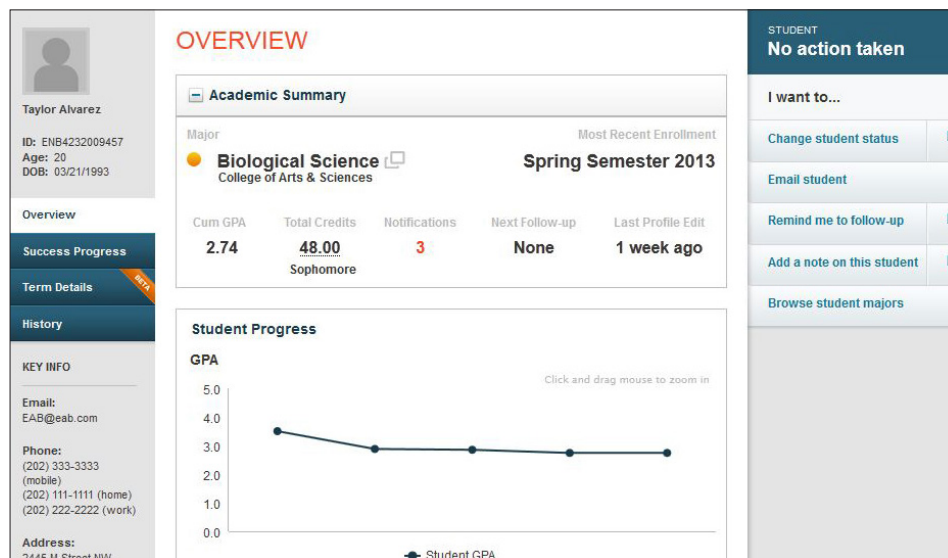 Taylor Alvarez
ID: ENB4232009457
Age: 20
DOB: 03/21/1993
Overview
Success Progress
Term Details
BETA
History
KEY INFO
Email:
EAB@eab.com
Phone:
(202) 333-3333
(mobile)
(202) 111-1111 (home)
(202) 222-2222 (work)
Address:
2445 M Street NW
OVERVIEW
Academic Summary
Major
Most Recent Enrollment
Biological Science
Spring Semester 2013
College of Arts & Sciences
Cum GPA Total Credits Notifications Next Follow-up Last Profile Edit
2.74 48.00 3 None 1 week ago
Sophomore
Student Progress
GPA
Click and drag mouse to zoom in
5.0
4.0
3.0
2.0
1.0
0.0
Student GPA
STUDENT
No action taken
I want to...
Change student status
Email student
Remind me to follow-up
Add a note on this student
Browse student majors